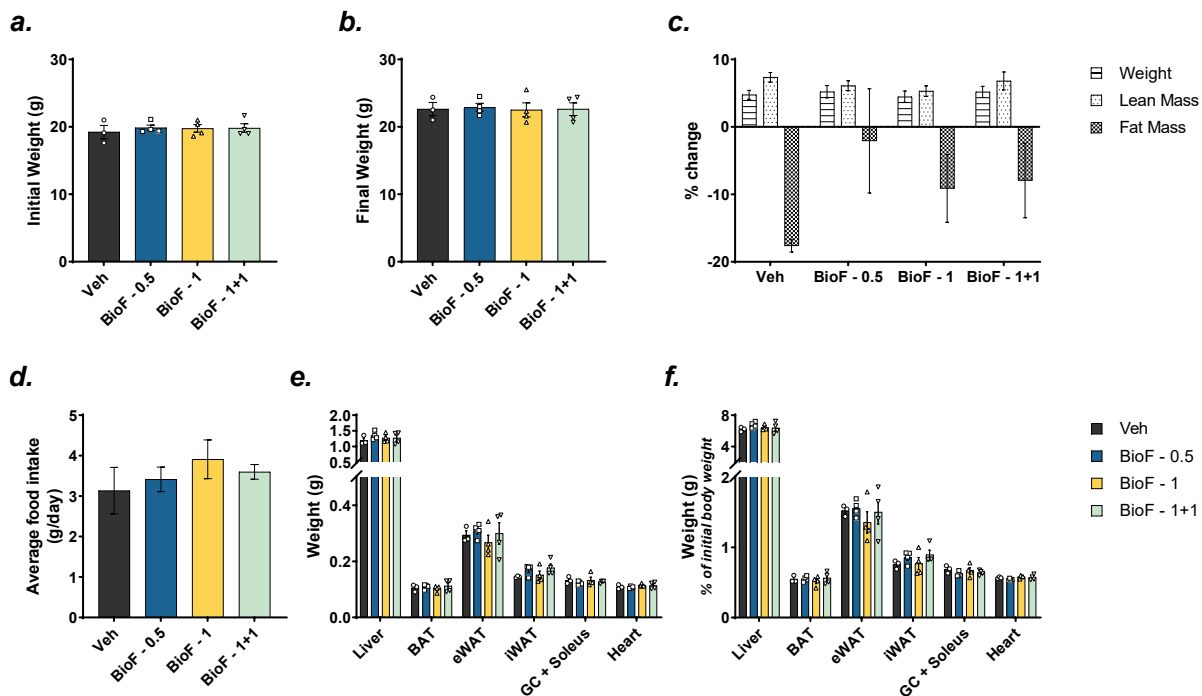 a.
Initial Weight (g)
30
20
10
0
Veh
BioF - 0.5
BioF - 1
BioF - 1+1
b.
Final Weight (g)
30
20
10
0
Veh
BioF - 0.5
BioF - 1
BioF - 1+1
c.
% change
10
0
-10
-20
Veh
BioF - 0.5
BioF - 1
BioF - 1+1
Weight
Lean Mass
Fat Mass
d.
Average food intake
(g/day)
5
4
3
2
1
0
Veh
BioF - 0.5
BioF - 1
BioF - 1+1
e.
Weight (g)
2.0
1.5
1.0
0.5
0.4
0.2
0.0
Liver
BAT
eWAT
iWAT
GC + Soleus
Heart
f.
Weight (g)
% of initial body weight
8
6
4
2
1
0
Liver
BAT
eWAT
iWAT
GC + Soleus
Heart
Veh
BioF - 0.5
BioF - 1
BioF - 1+1